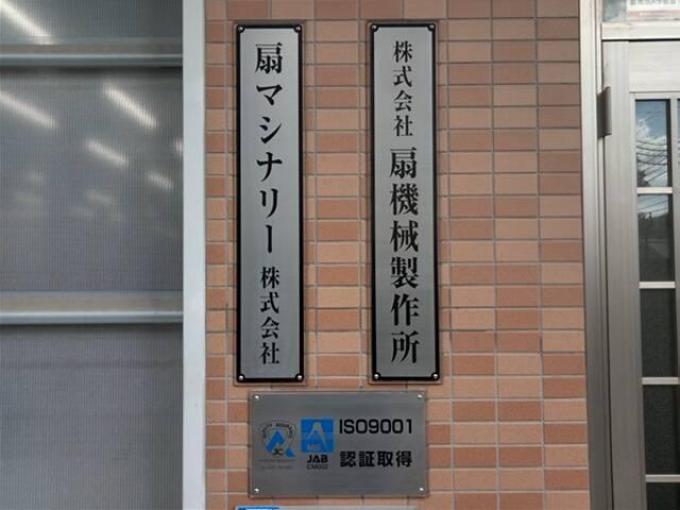 株式会社 扇機械製作所
扇マシナリー 株式会社
ISO9001
認証取得
JAB
CM002